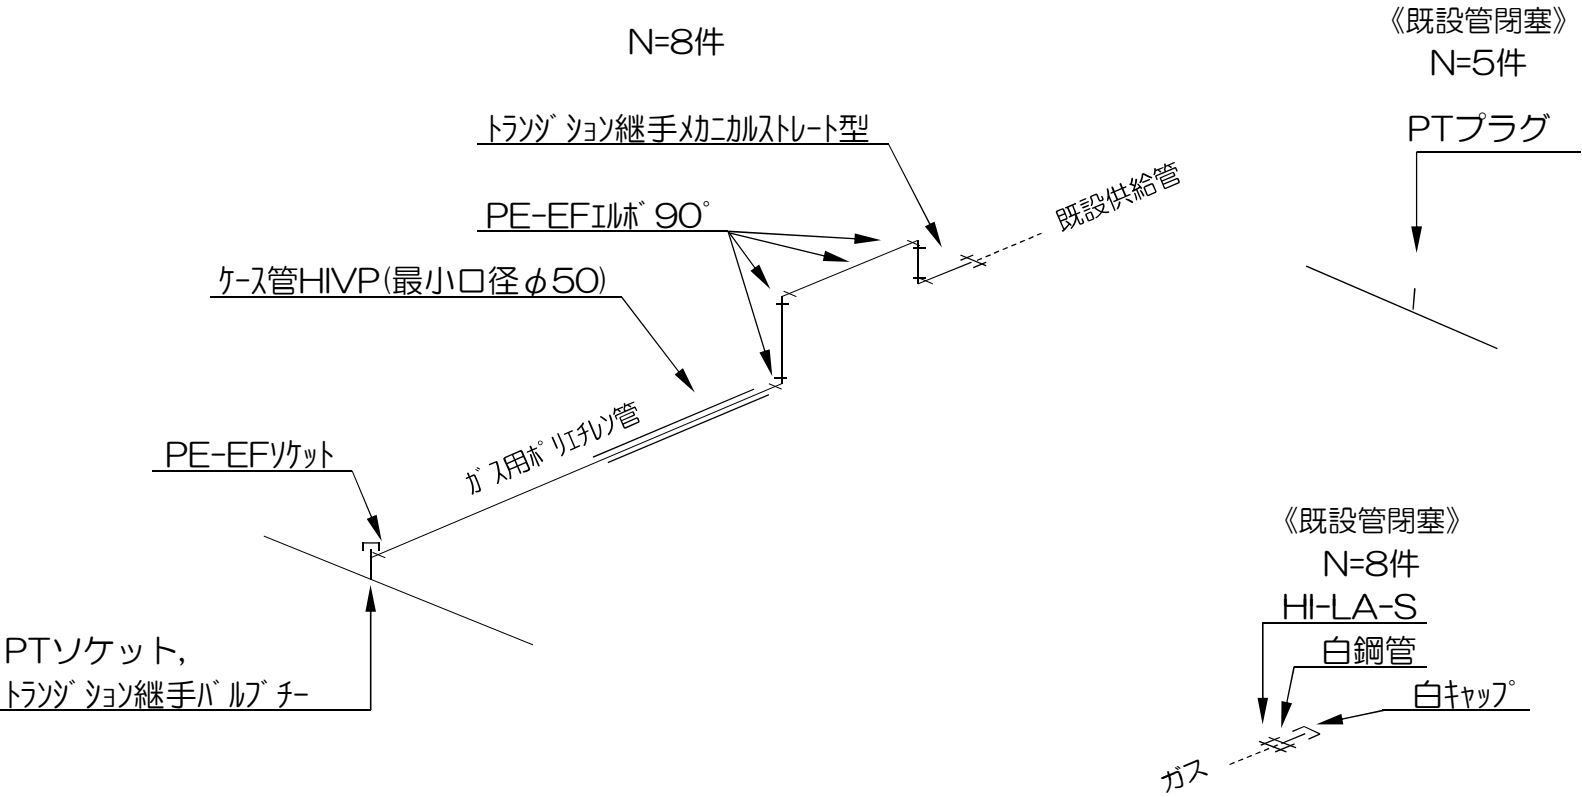 N=8件
トランジション継手メカニカルストレート型
PE-EFエルボ90°
ケース管HIVP(最小口径φ50)
既設供給管
ガス用ポリエチレン管
PE-EFソケット
PTソケット,
トランジション継手バルブチー
《既設管閉塞》
N=5件
PTプラグ
《既設管閉塞》
N=8件
HI-LA-S
白鋼管
白キャップ
ガス